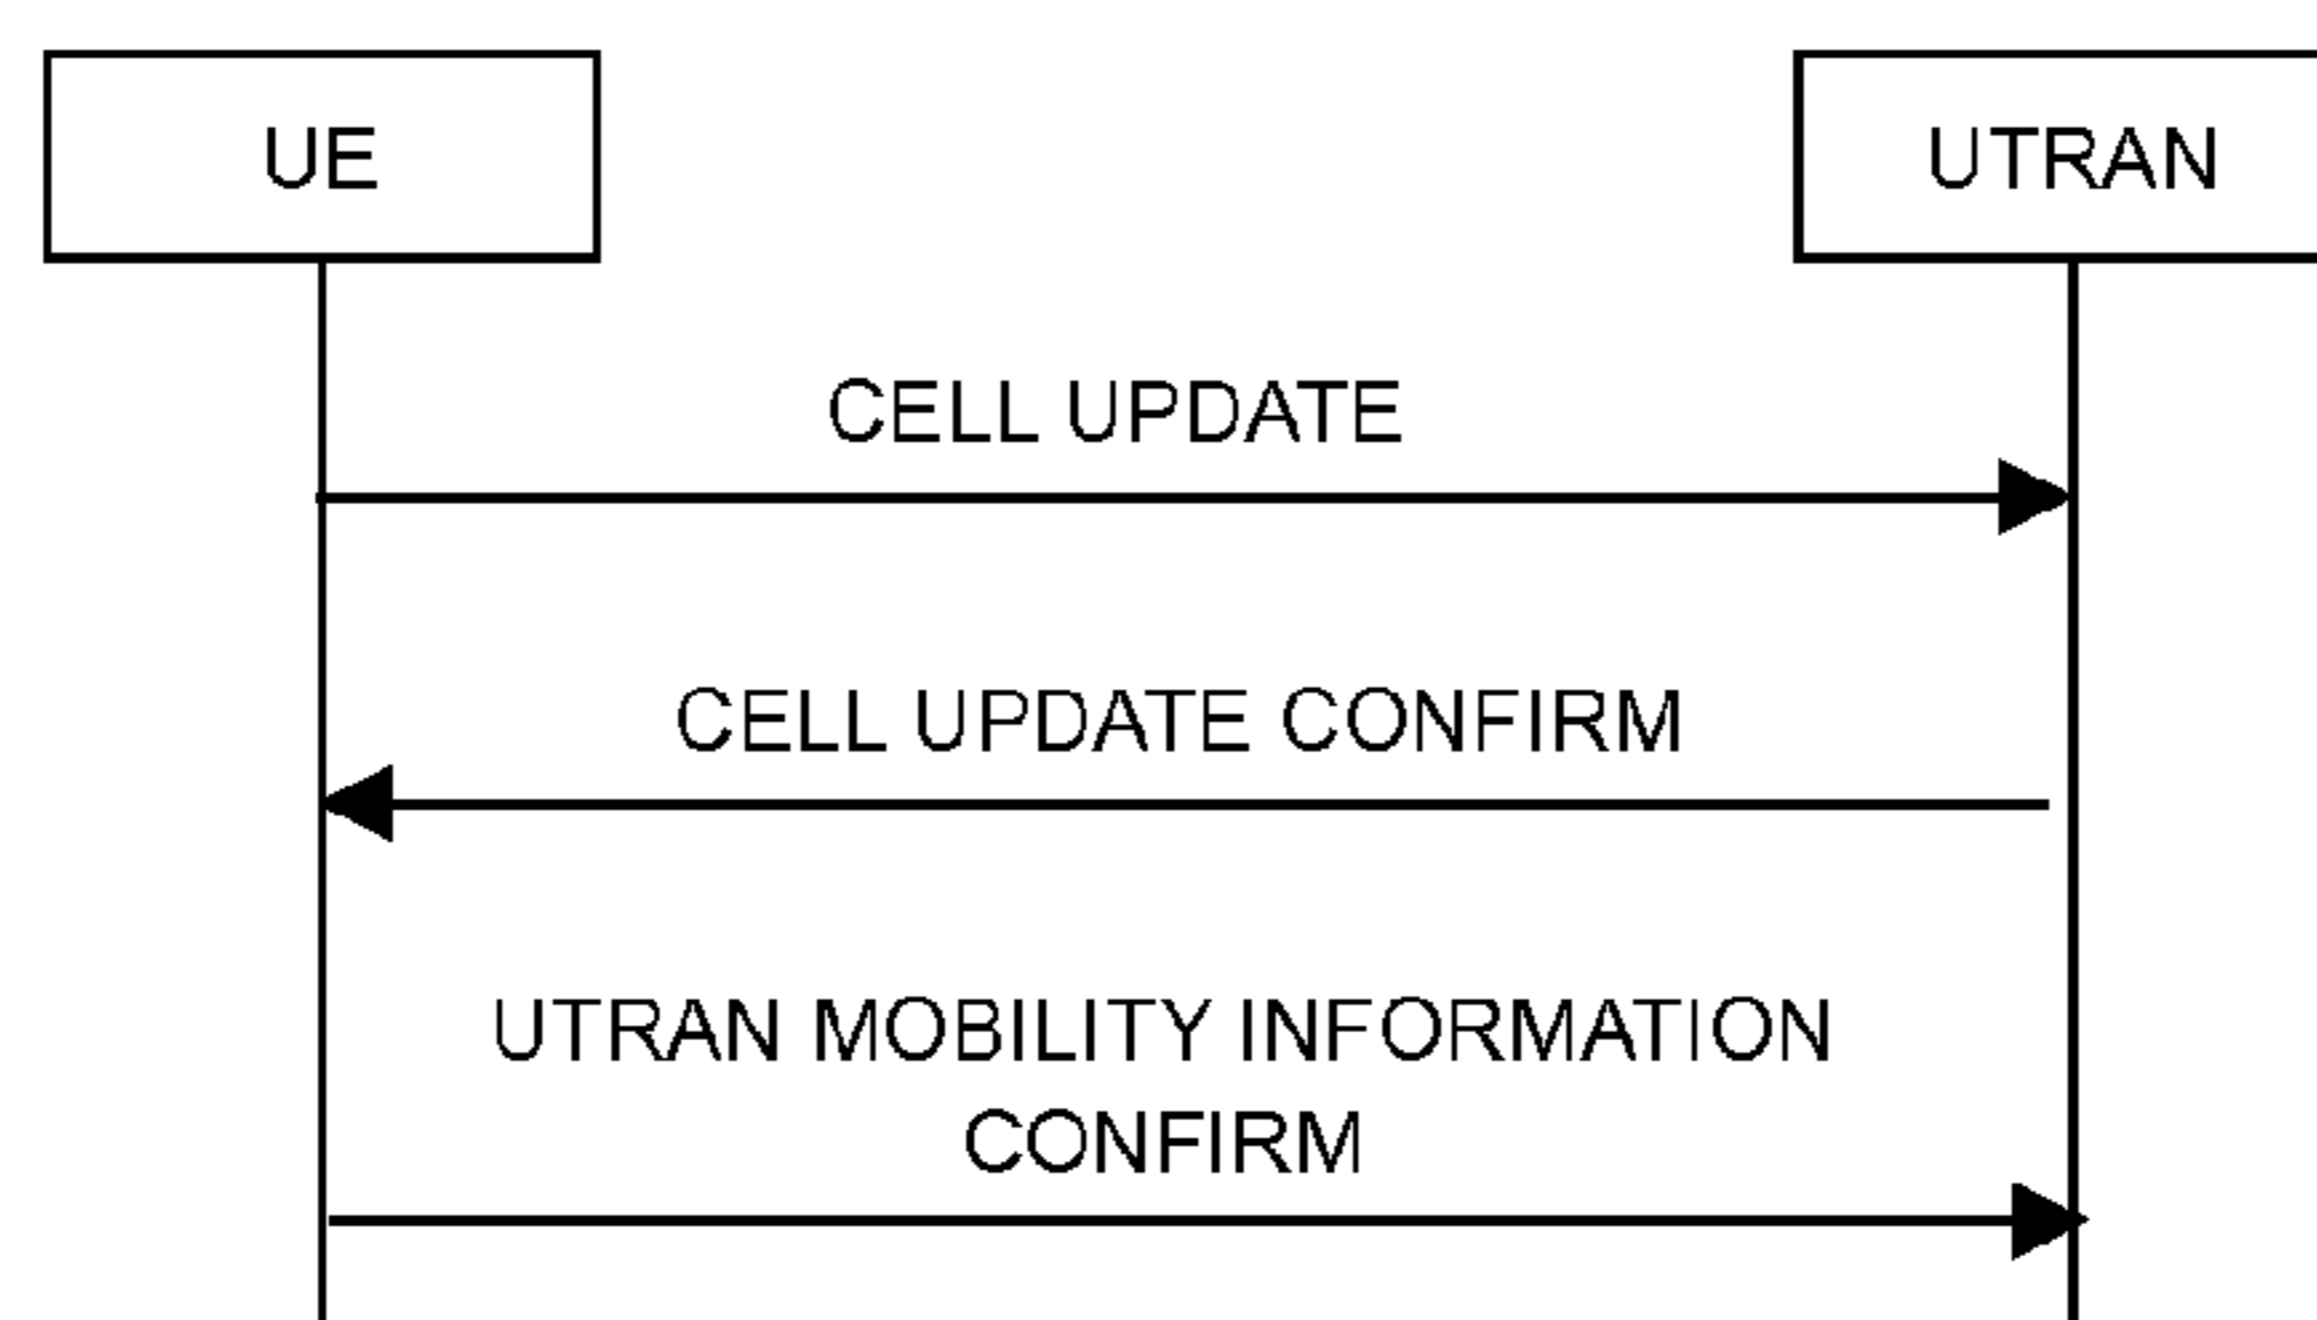 UE
UTRAN
CELL UPDATE
CELL UPDATE CONFIRM
UTRAN MOBILITY INFORMATION
CONFIRM